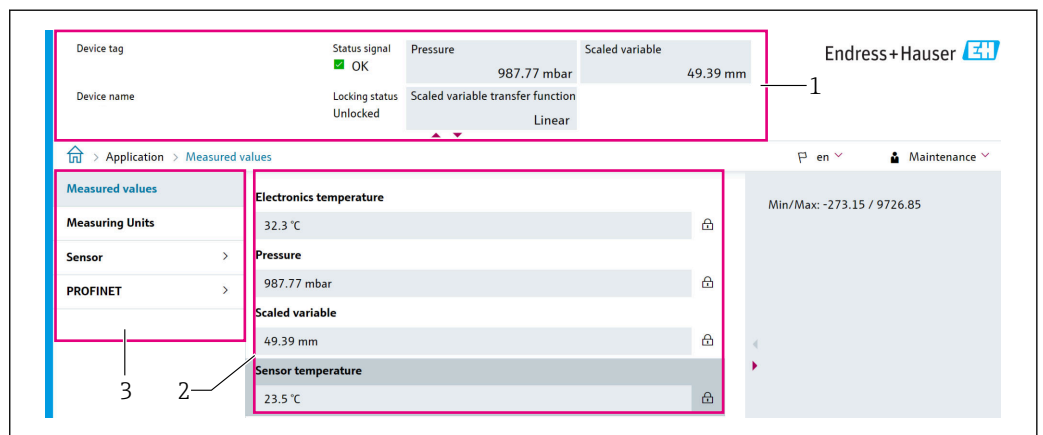 Device tag
Status signal
OK
Pressure
987.77 mbar
Scaled variable
49.39 mm
Endress+Hauser EH
1
Device name
Locking status
Unlocked
Scaled variable transfer function
Linear
> Application > Measured values
en
Maintenance
Measured values
Measuring Units
Sensor >
PROFINET >
3
2
Electronics temperature
32.3 °C
Pressure
987.77 mbar
Scaled variable
49.39 mm
Sensor temperature
23.5 °C
Min/Max: -273.15 / 9726.85